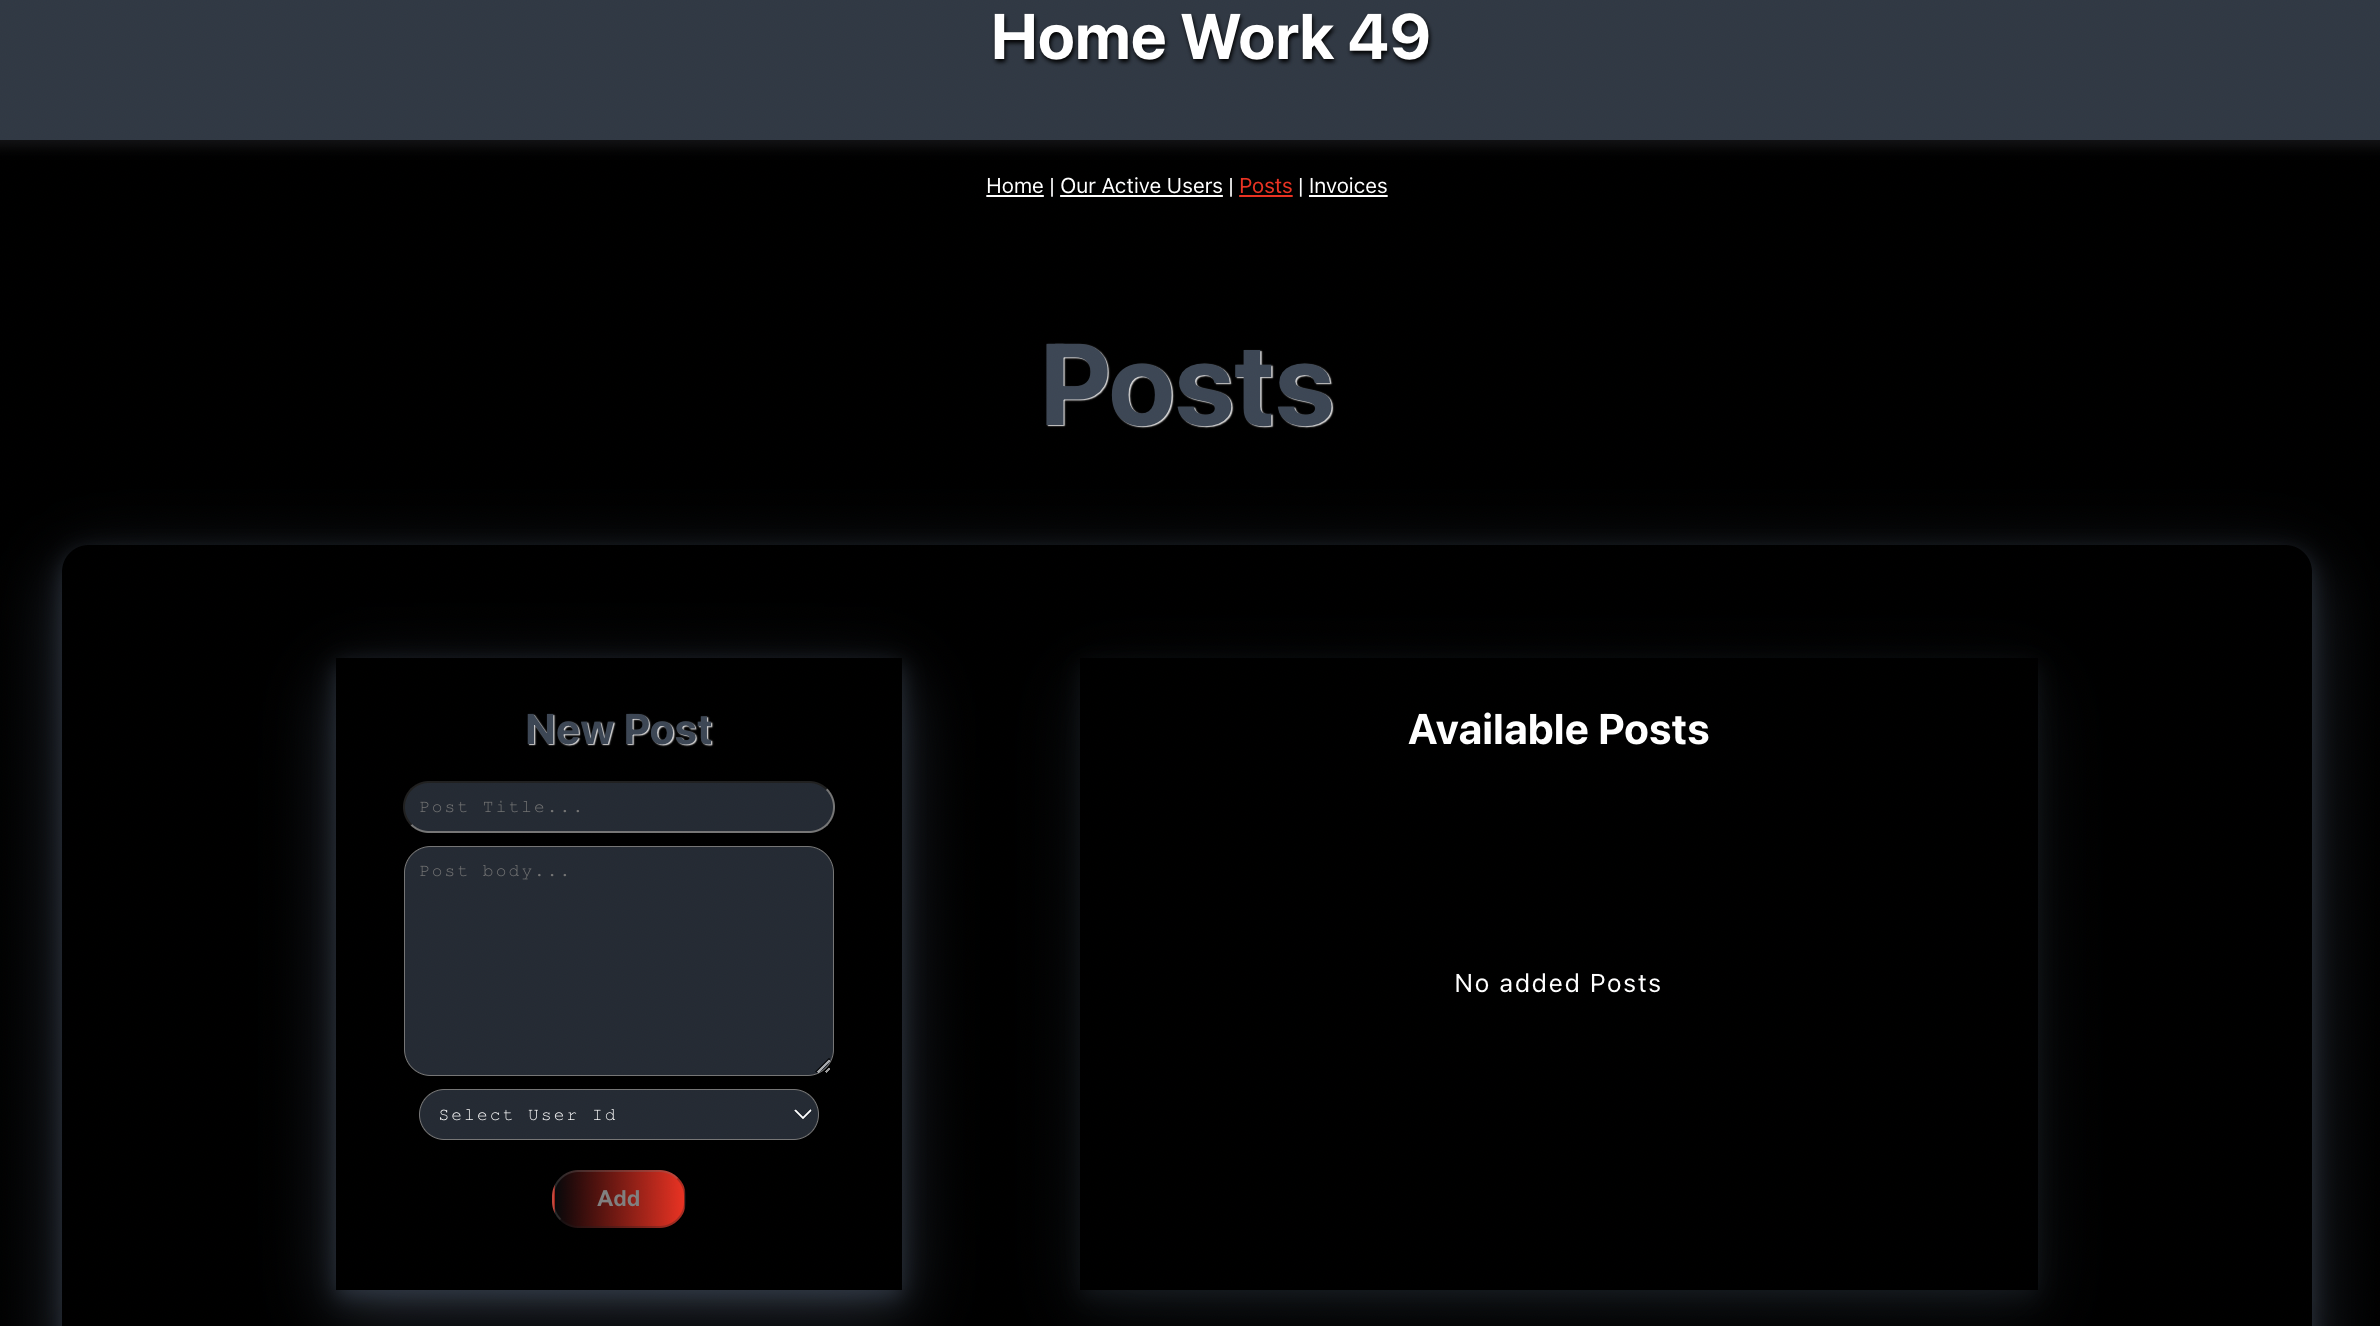 Home Work 49
Home | Our Active Users | Posts | Invoices
Posts
New Post
Post Title...
Post body...
Select User Id
Add
Available Posts
No added Posts